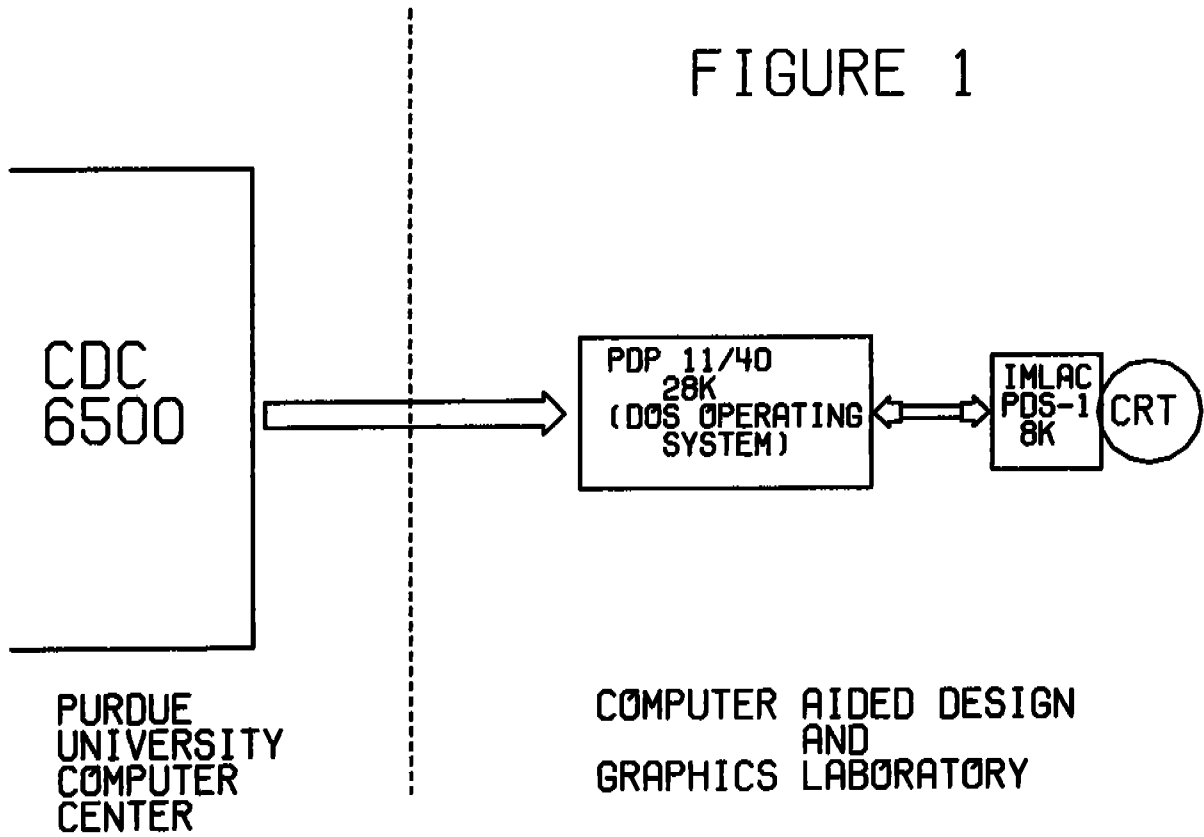 FIGURE 1
CDC
6500
PDP 11/40
28K
(DOS OPERATING
SYSTEM)
IMLAC
PDS-1
8K
CRT
PURDUE
UNIVERSITY
COMPUTER
CENTER
COMPUTER AIDED DESIGN
AND
GRAPHICS LABORATORY